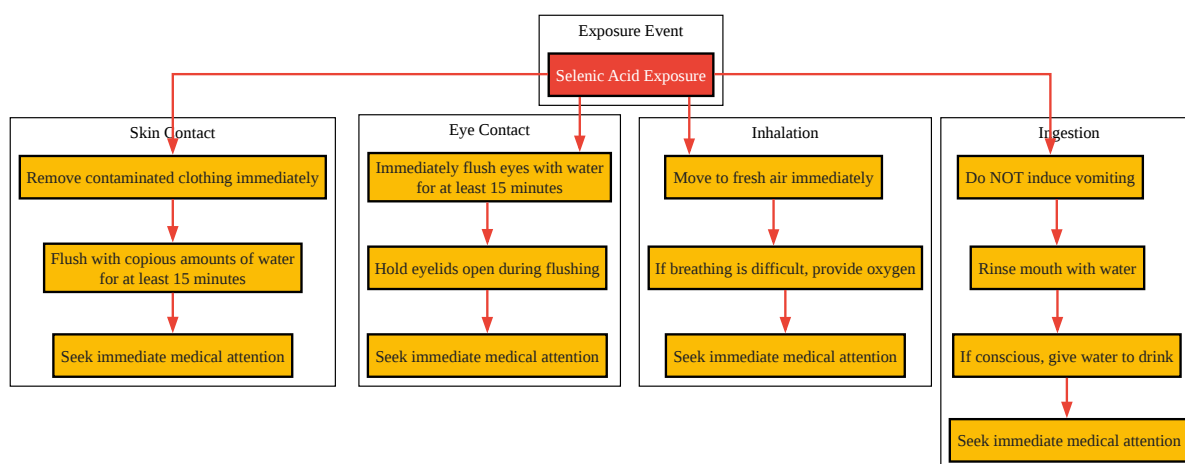 Exposure Event
Selenic Acid Exposure
Skin Contact
Remove contaminated clothing immediately
Flush with copious amounts of water
for at least 15 minutes
Seek immediate medical attention
Eye Contact
Immediately flush eyes with water
for at least 15 minutes
Hold eyelids open during flushing
Seek immediate medical attention
Inhalation
Move to fresh air immediately
If breathing is difficult, provide oxygen
Seek immediate medical attention
Ingestion
Do NOT induce vomiting
Rinse mouth with water
If conscious, give water to drink
Seek immediate medical attention